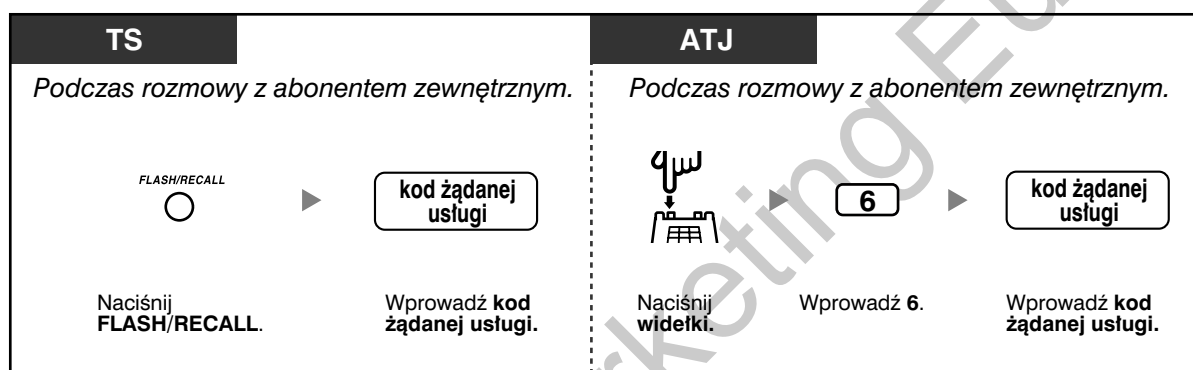 TS
Podczas rozmowy z abonentem zewnętrznym.
FLASH/RECALL
kod żądanej
usługi
Naciśnij
FLASH/RECALL.
Wprowadź kod
żądanej usługi.
ATJ
Podczas rozmowy z abonentem zewnętrznym.
6
kod żądanej
usługi
Naciśnij
widełki.
Wprowadź 6.
Wprowadź kod
żądanej usługi.